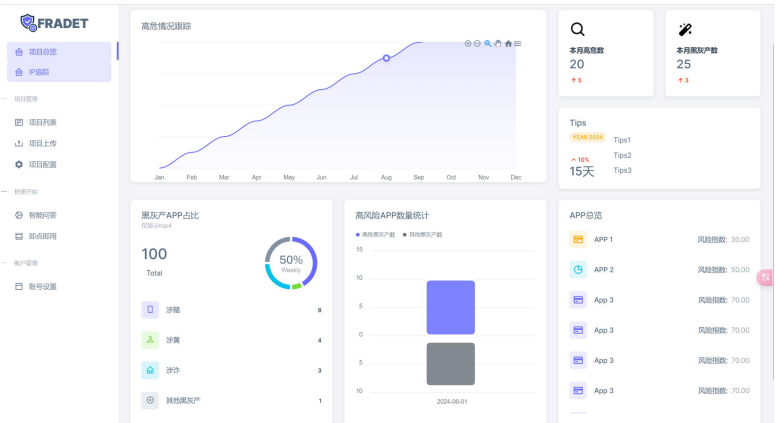 FRADET
项目总览
IP追踪
项目管理
项目列表
项目上传
项目配置
快速开始
智能问答
即点即用
账户管理
账号设置
高危情况跟踪
Jan Feb Mar Apr May Jun Jul Aug Sep Oct Nov Dec
本月高危数
20
5
本月黑灰产数
25
3
Tips
YEAR 2024
10%
15天
Tips1
Tips2
Tips3
黑灰产APP占比
仅显示top4
100
Total
50%
Weekly
涉赌 8
涉黄 4
涉诈 3
其他黑灰产 1
高风险APP数量统计
高危黑灰产数 其他黑灰产数
15
10
5
0
5
10
2024-06-01
APP总览
APP 1 风险指数: 30.00
APP 2 风险指数: 50.00
App 3 风险指数: 70.00
App 3 风险指数: 70.00
App 3 风险指数: 70.00
App 3 风险指数: 70.00